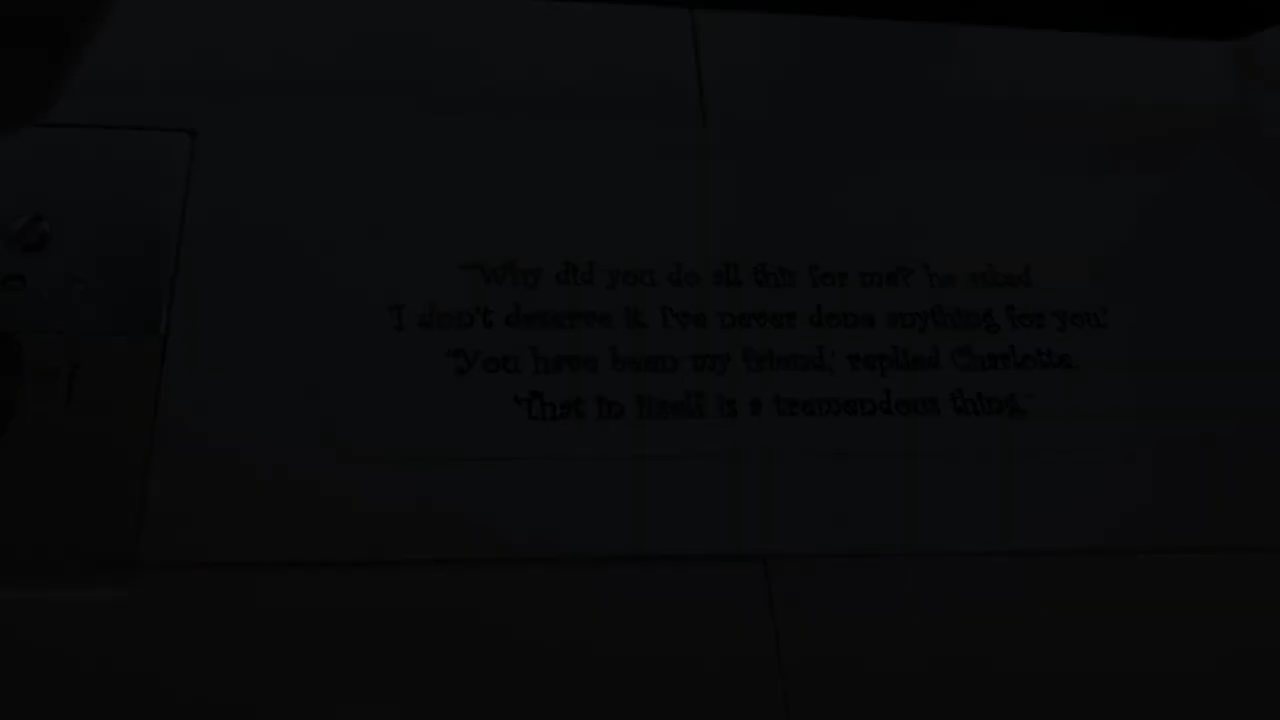 "'Why did you do all this for me?' he asked.
'I don't deserve it. I've never done anything for you.'
'You have been my friend,' replied Charlotte.
'That in itself is a tremendous thing.'"